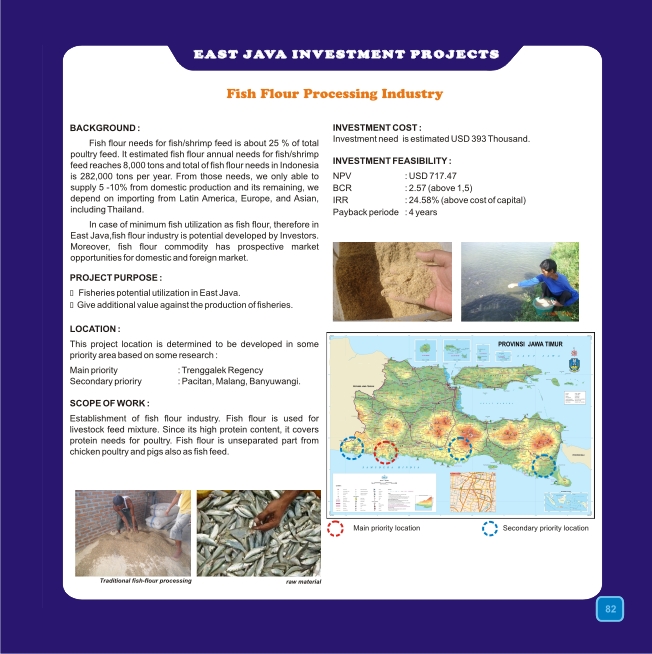 EAST JAVA INVESTMENT PROJECTS
Fish Flour Processing Industry
BACKGROUND :
Fish flour needs for fish/shrimp feed is about 25 % of total
poultry feed. It estimated fish flour annual needs for fish/shrimp
feed reaches 8,000 tons and total of fish flour needs in Indonesia
is 282,000 tons per year. From those needs, we only able to
supply 5 -10% from domestic production and its remaining, we
depend on importing from Latin America, Europe, and Asian,
including Thailand.
In case of minimum fish utilization as fish flour, therefore in
East Java,fish flour industry is potential developed by Investors.
Moreover, fish flour commodity has prospective market
opportunities for domestic and foreign market.
PROJECT PURPOSE :
Fisheries potential utilization in East Java.
Give additional value against the production of fisheries.
LOCATION :
This project location is determined to be developed in some
priority area based on some research :
Main priority : Trenggalek Regency
Secondary prioriry : Pacitan, Malang, Banyuwangi.
SCOPE OF WORK :
Establishment of fish flour industry. Fish flour is used for
livestock feed mixture. Since its high protein content, it covers
protein needs for poultry. Fish flour is unseparated part from
chicken poultry and pigs also as fish feed.
Traditional fish-flour processing
raw material
INVESTMENT COST :
Investment need is estimated USD 393 Thousand.
INVESTMENT FEASIBILITY :
NPV : USD 717.47
BCR : 2.57 (above 1,5)
IRR : 24.58% (above cost of capital)
Payback periode : 4 years
PROVINSI JAWA TIMUR
Main priority location
Secondary priority location
82